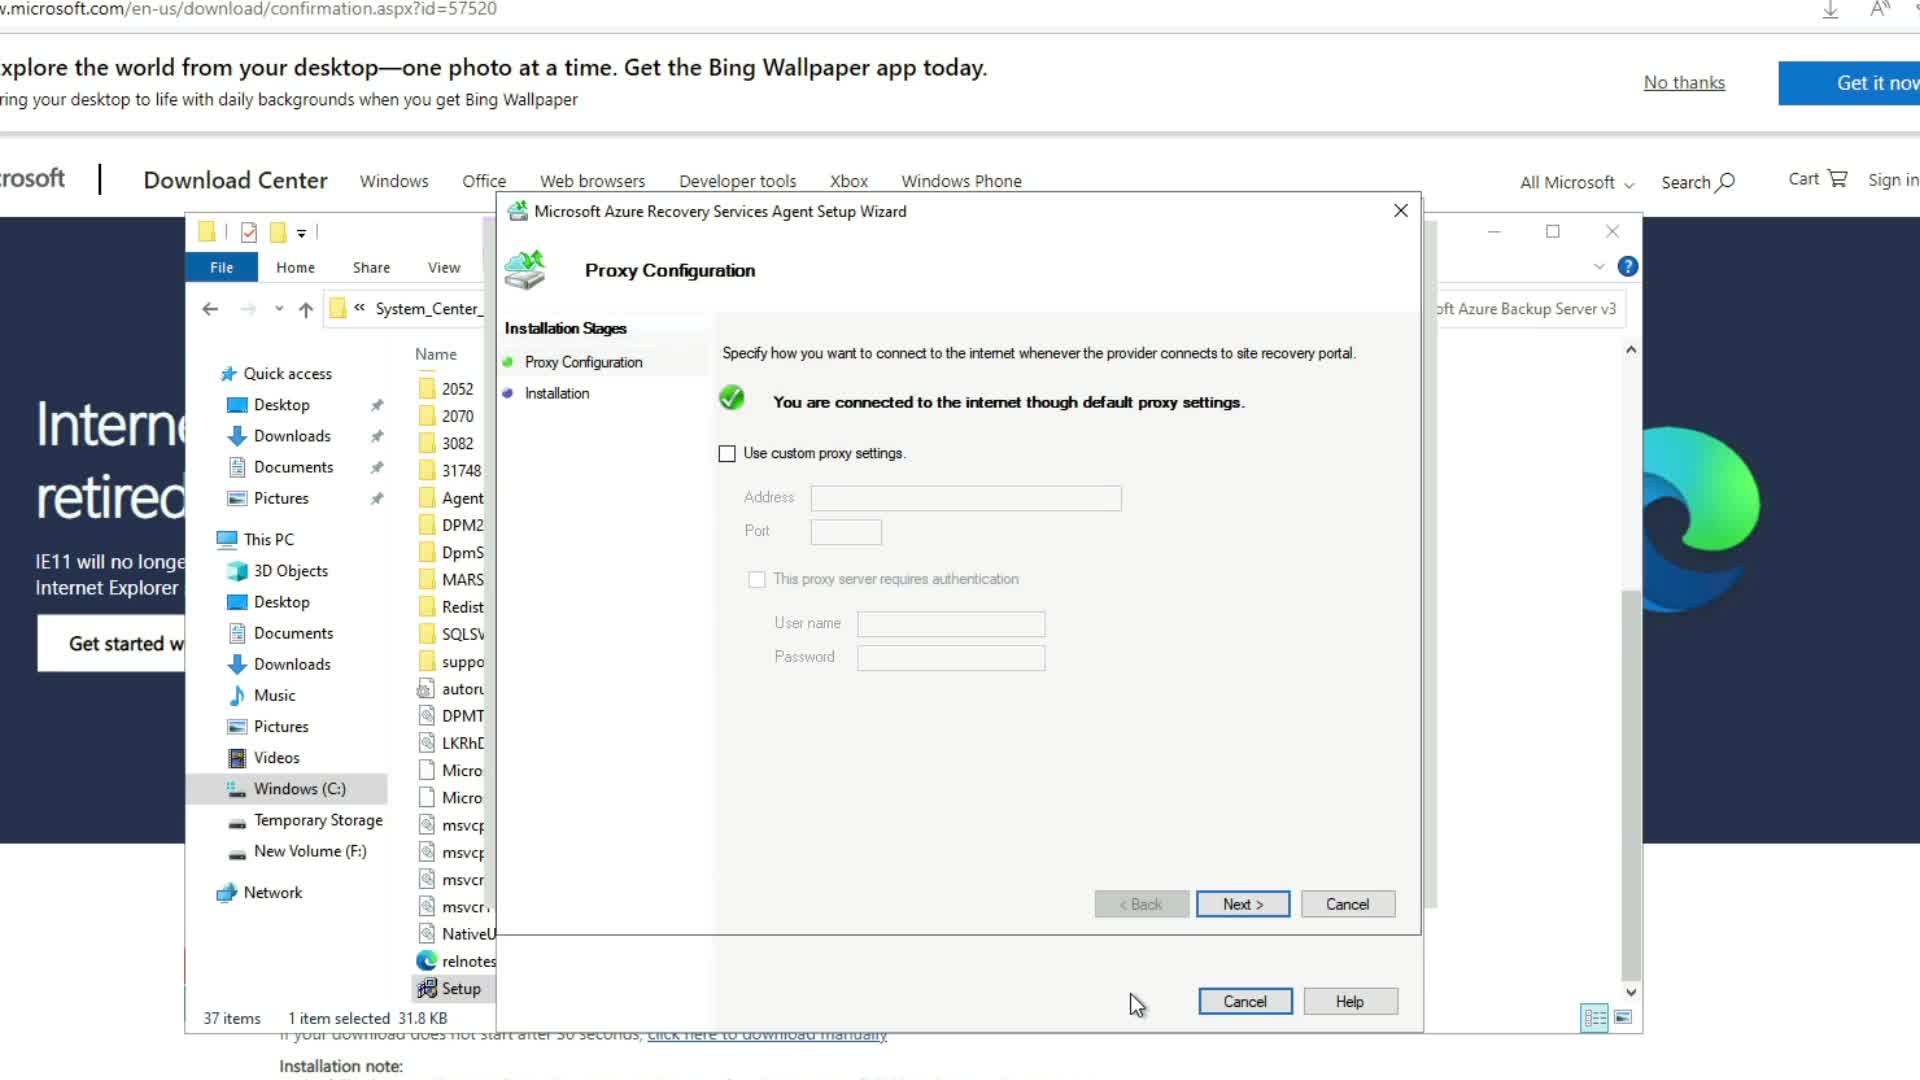 w.microsoft.com/en-us/download/confirmation.aspx?id=57520
xplore the world from your desktop—one photo at a time. Get the Bing Wallpaper app today.
ring your desktop to life with daily backgrounds when you get Bing Wallpaper
No thanks
Get it now
crosoft
Download Center
Windows
Office
Web browsers
Developer tools
Xbox
Windows Phone
All Microsoft
Search
Cart
Sign in
Interne
retired
IE11 will no longe
Internet Explorer
Get started w
File
Home
Share
View
« System_Center_
oft Azure Backup Server v3
Name
Quick access
Desktop
Downloads
Documents
Pictures
This PC
3D Objects
Desktop
Documents
Downloads
Music
Pictures
Videos
Windows (C:)
Temporary Storage
New Volume (F:)
Network
2052
2070
3082
31748
Agent
DPM2
DpmS
MARS
Redist
SQLSV
suppo
autoru
DPMT
LKRhD
Micro
Micro
msvcp
msvcp
msvcr
msvcr
NativeU
relnotes
Setup
37 items
1 item selected 31.8 KB
Microsoft Azure Recovery Services Agent Setup Wizard
Proxy Configuration
Installation Stages
Proxy Configuration
Installation
Specify how you want to connect to the internet whenever the provider connects to site recovery portal.
You are connected to the internet though default proxy settings.
Use custom proxy settings.
Address
Port
This proxy server requires authentication
User name
Password
< Back
Next >
Cancel
Cancel
Help
If your download does not start after 30 seconds, click here to download manually
Installation note: